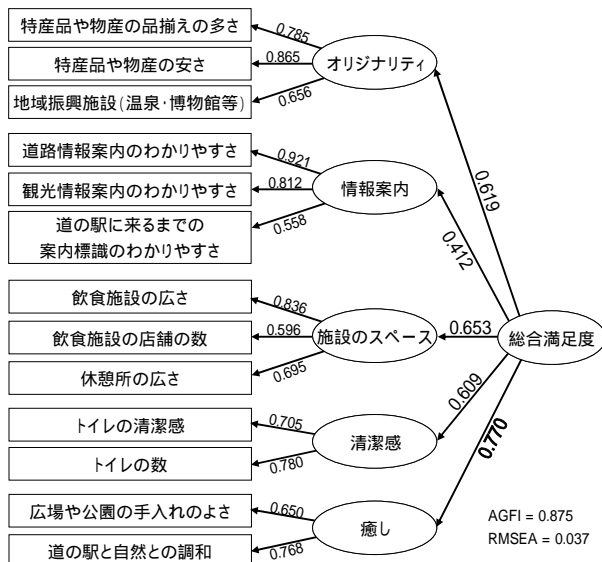 特産品や物産の品揃えの多さ
特産品や物産の安さ
地域振興施設(温泉・博物館等)
0.785
0.865
0.656
オリジナリティ
道路情報案内のわかりやすさ
観光情報案内のわかりやすさ
道の駅に来るまでの
案内標識のわかりやすさ
0.921
0.812
0.558
情報案内
飲食施設の広さ
飲食施設の店舗の数
休憩所の広さ
0.836
0.596
0.695
施設のスペース
トイレの清潔感
トイレの数
0.705
0.780
清潔感
広場や公園の手入れのよさ
道の駅と自然との調和
0.650
0.768
癒し
0.619
0.412
0.653
0.609
0.770
総合満足度
AGFI = 0.875
RMSEA = 0.037